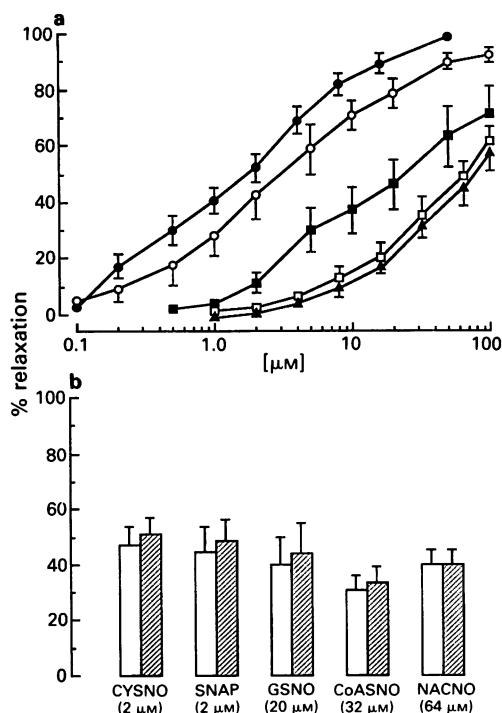 a
100
80
60
40
20
0
0.1 1.0 10 100
[µM]
% relaxation
b
100
80
60
40
20
0
CYSNO SNAP GSNO CoASNO NACNO
(2 µM) (2 µM) (20 µM) (32 µM) (64 µM)